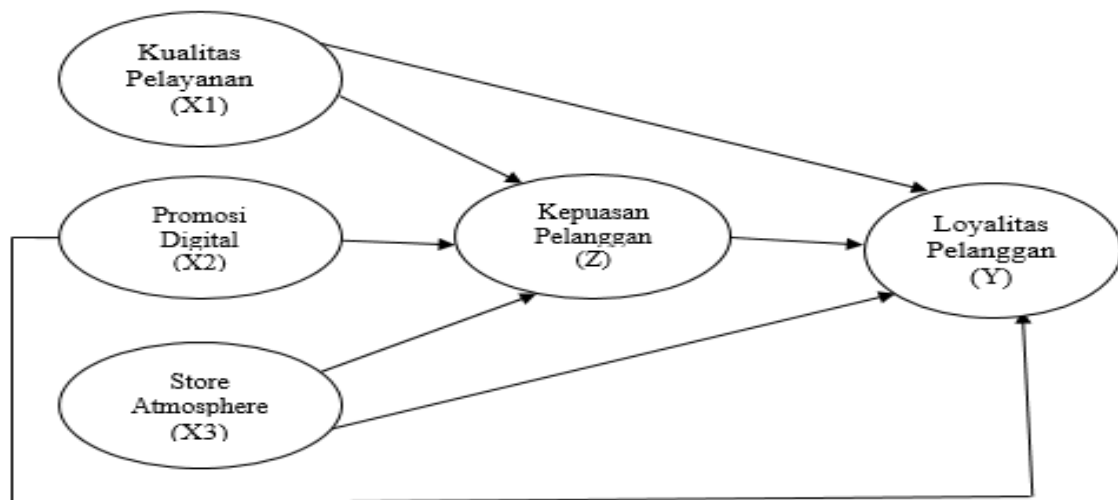 Kualitas
Pelayanan
(X1)
Promosi
Digital
(X2)
Store
Atmosphere
(X3)
Kepuasan
Pelanggan
(Z)
Loyalitas
Pelanggan
(Y)